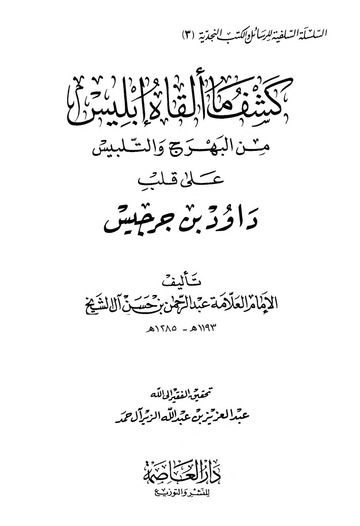 السلسلة السلفية للرسائل والكتب النجدية (٣)
كشف ما ألقاه إبليس
من البهرج والتلبيس
على قلب
داود بن جرجيس
تأليف
الإمام العلامة عبد الرحمن بن حسن آل الشيخ
١١٩٣هـ - ١٢٨٥هـ
تحقيق الفقير إلى الله
عبد العزيز بن عبد الله الزير آل حمد
دار العاصمة
للنشر والتوزيع